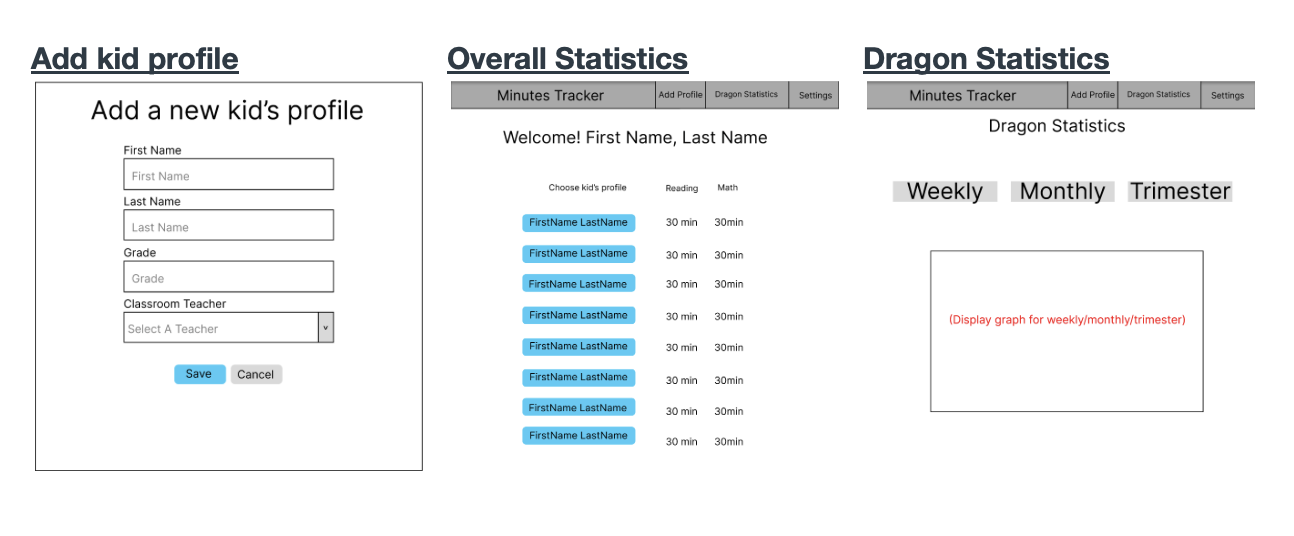 Add kid profile
Add a new kid's profile
First Name
First Name
Last Name
Last Name
Grade
Grade
Classroom Teacher
Select A Teacher v
Save Cancel
Overall Statistics
Minutes Tracker Add Profile Dragon Statistics Settings
Welcome! First Name, Last Name
Choose kid's profile Reading Math
FirstName LastName 30 min 30min
FirstName LastName 30 min 30min
FirstName LastName 30 min 30min
FirstName LastName 30 min 30min
FirstName LastName 30 min 30min
FirstName LastName 30 min 30min
FirstName LastName 30 min 30min
FirstName LastName 30 min 30min
Dragon Statistics
Minutes Tracker Add Profile Dragon Statistics Settings
Dragon Statistics
Weekly Monthly Trimester
(Display graph for weekly/monthly/trimester)